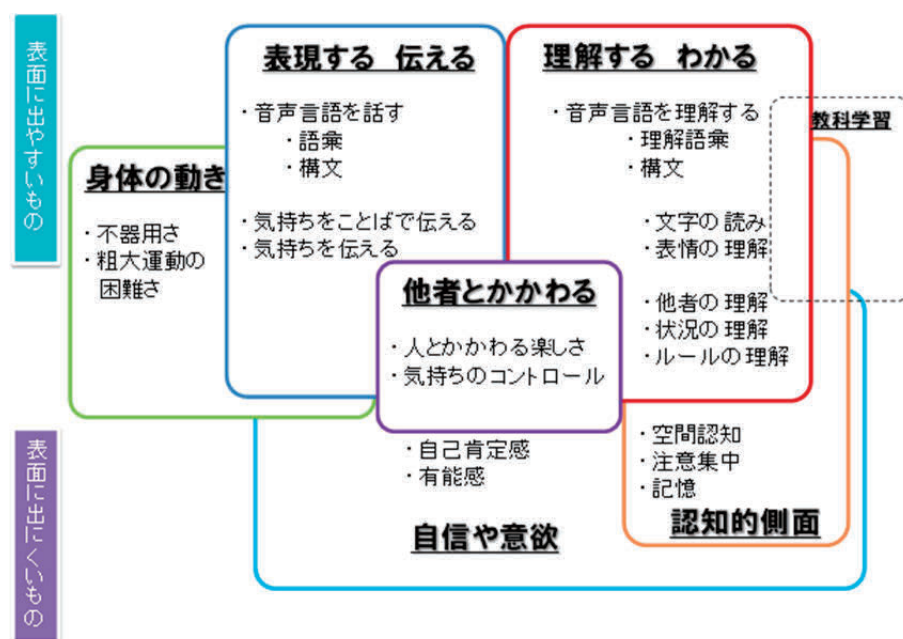 表面に出やすいもの
表現する 伝える
・音声言語を話す
・語彙
・構文
・気持ちをことばで伝える
・気持ちを伝える
理解する わかる
・音声言語を理解する
・理解語彙
・構文
・文字の読み
・表情の理解
・他者の理解
・状況の理解
・ルールの理解
教科学習
身体の動き
・不器用さ
・粗大運動の
困難さ
他者とかかわる
・人とかかわる楽しさ
・気持ちのコントロール
表面に出にくいもの
・自己肯定感
・有能感
自信や意欲
・空間認知
・注意集中
・記憶
認知的側面